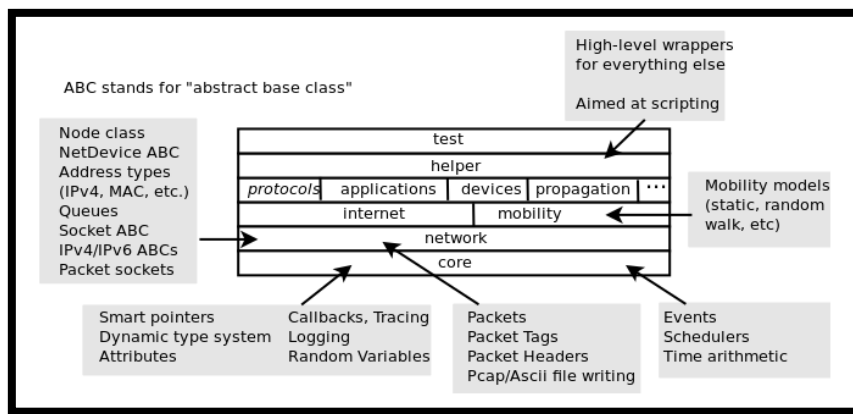 High-level wrappers
for everything else
Aimed at scripting
ABC stands for "abstract base class"
Node class
NetDevice ABC
Address types
(IPv4, MAC, etc.)
Queues
Socket ABC
IPv4/IPv6 ABCs
Packet sockets
test
helper
protocols applications devices propagation ...
internet mobility
network
core
Mobility models
(static, random
walk, etc)
Smart pointers
Dynamic type system
Attributes
Callbacks, Tracing
Logging
Random Variables
Packets
Packet Tags
Packet Headers
Pcap/Ascii file writing
Events
Schedulers
Time arithmetic